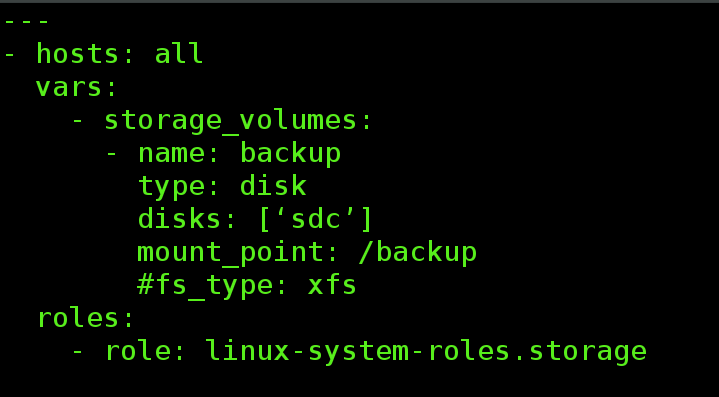 ---
- hosts: all
  vars:
    - storage_volumes:
      - name: backup
        type: disk
        disks: [‘sdc’]
        mount_point: /backup
        #fs_type: xfs
  roles:
    - role: linux-system-roles.storage